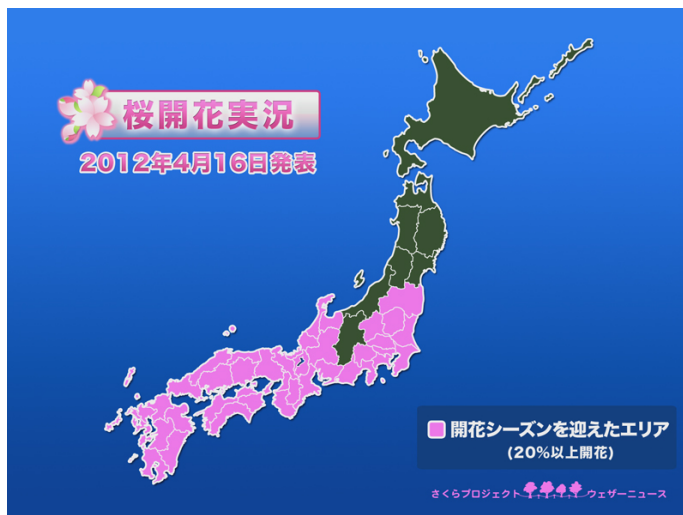 桜開花実況
2012年4月16日発表
開花シーズンを迎えたエリア
(20%以上開花)
さくらプロジェクト ウェザーニュース